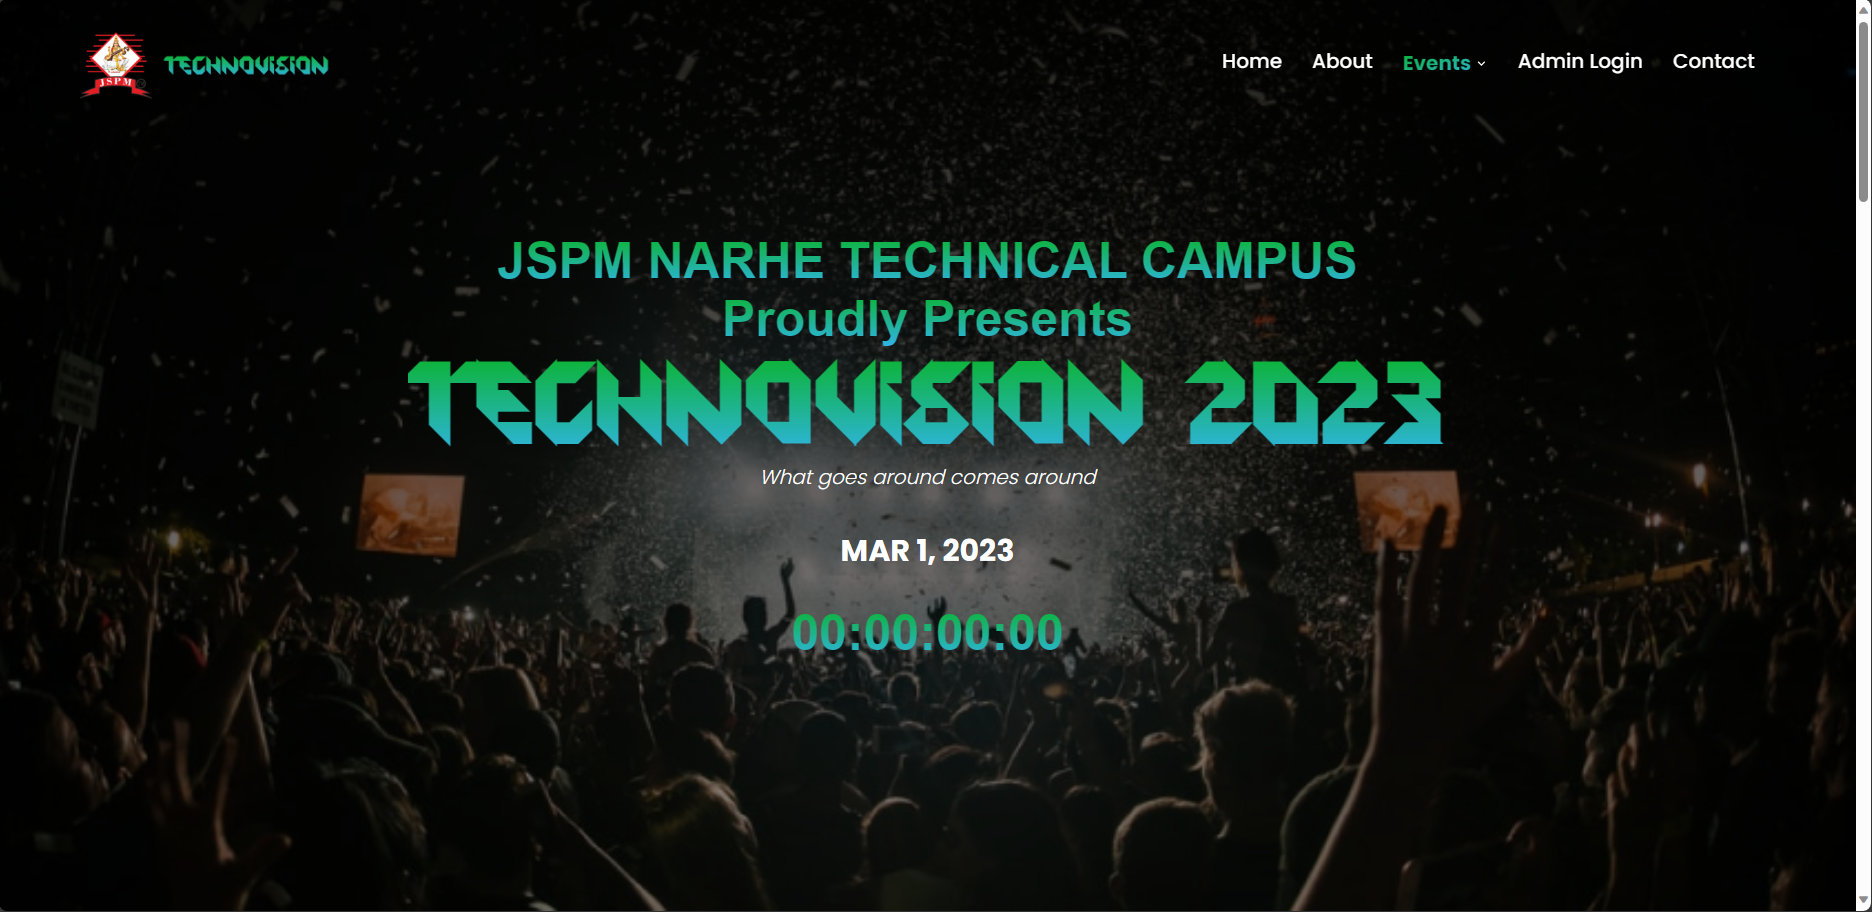 JSPM
TECHNOVISION
Home
About
Events
Admin Login
Contact
JSPM NARHE TECHNICAL CAMPUS
Proudly Presents
TECHNOVISION 2023
What goes around comes around
MAR 1, 2023
00:00:00:00